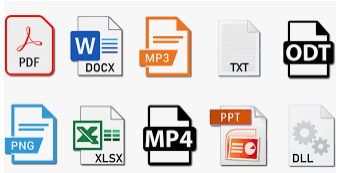 PDF
W
DOCX
MP3
TXT
ODT
PNG
X
XLSX
MP4
PPT
DLL